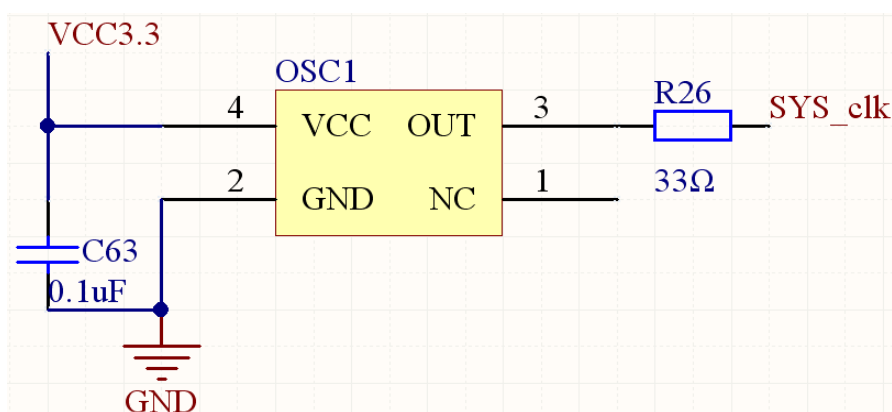 VCC3.3
OSC1
4 VCC OUT 3
R26
SYS_clk
2 GND NC 1
33Ω
C63
0.1uF
GND